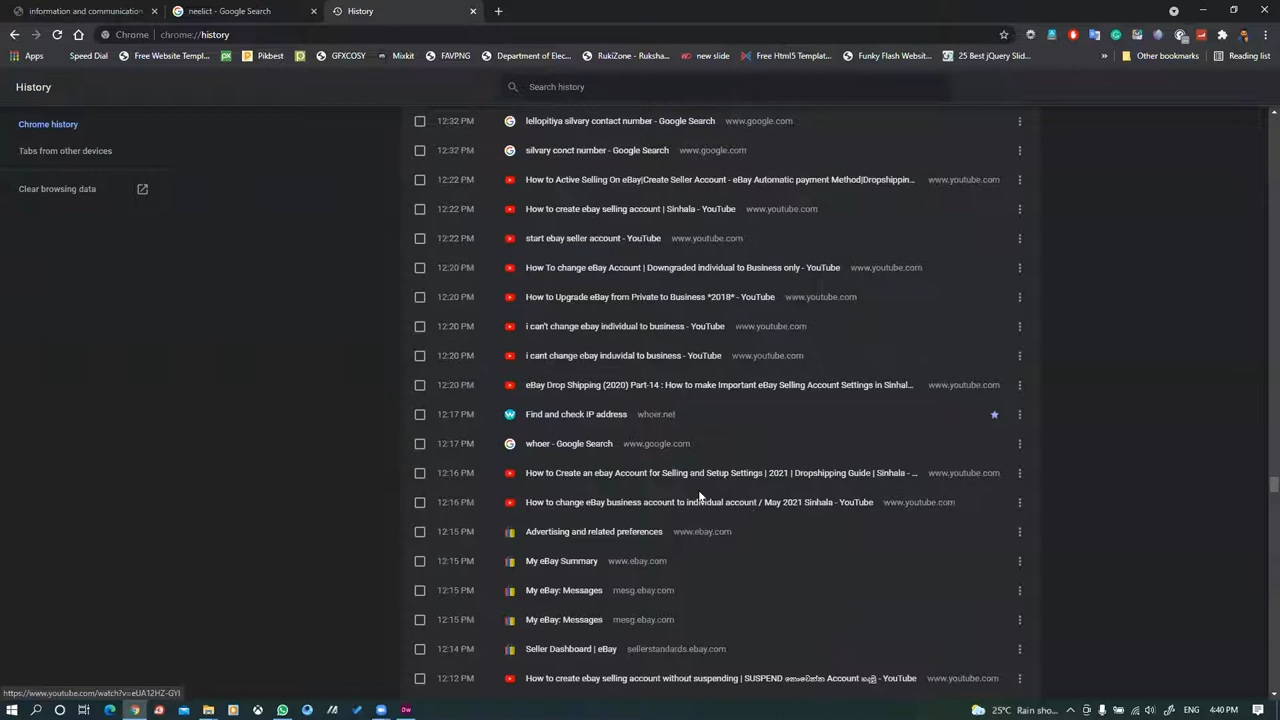 information and communication
neelict - Google Search
History
Chrome | chrome://history
Apps
Speed Dial
Free Website Templ...
Pikbest
GFXCOSY
Mixkit
FAVPNG
Department of Elec...
RukiZone - Ruksha...
new slide
Free Html5 Templat...
Funky Flash Websit...
25 Best jQuery Slid...
»
Other bookmarks
Reading list
History
Search history
Chrome history
Tabs from other devices
Clear browsing data
12:32 PM lellopitiya silvary contact number - Google Search www.google.com
12:32 PM silvary conct number - Google Search www.google.com
12:22 PM How to Active Selling On eBay|Create Seller Account - eBay Automatic payment Method|Dropshippin... www.youtube.com
12:22 PM How to create ebay selling account | Sinhala - YouTube www.youtube.com
12:22 PM start ebay seller account - YouTube www.youtube.com
12:20 PM How To change eBay Account | Downgraded individual to Business only - YouTube www.youtube.com
12:20 PM How to Upgrade eBay from Private to Business *2018* - YouTube www.youtube.com
12:20 PM i can't change ebay individual to business - YouTube www.youtube.com
12:20 PM i cant change ebay induvidal to business - YouTube www.youtube.com
12:20 PM eBay Drop Shipping (2020) Part-14 : How to make Important eBay Selling Account Settings in Sinhal... www.youtube.com
12:17 PM Find and check IP address whoer.net
12:17 PM whoer - Google Search www.google.com
12:16 PM How to Create an ebay Account for Selling and Setup Settings | 2021 | Dropshipping Guide | Sinhala - ... www.youtube.com
12:16 PM How to change eBay business account to individual account / May 2021 Sinhala - YouTube www.youtube.com
12:15 PM Advertising and related preferences www.ebay.com
12:15 PM My eBay Summary www.ebay.com
12:15 PM My eBay: Messages mesg.ebay.com
12:15 PM My eBay: Messages mesg.ebay.com
12:14 PM Seller Dashboard | eBay sellerstandards.ebay.com
12:12 PM How to create ebay selling account without suspending | SUSPEND නොවෙන්න Account හදමු - YouTube www.youtube.com
25°C Rain sho...
4:40 PM